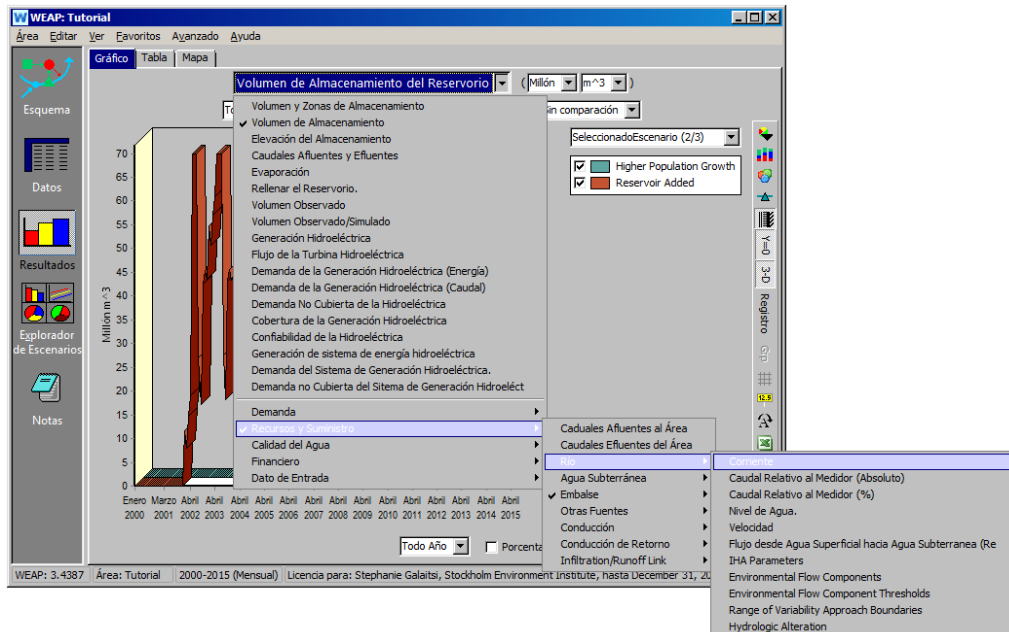 WEAP: Tutorial
Área Editar Ver Favoritos Avanzado Ayuda
Gráfico Tabla Mapa
Volumen de Almacenamiento del Reservorio ( Millón m^3 )
Esquema
Datos
Resultados
Explorador
de Escenarios
Notas
Volumen y Zonas de Almacenamiento
Volumen de Almacenamiento
Elevación del Almacenamiento
Caudales Afluentes y Efluentes
Evaporación
Rellenar el Reservorio.
Volumen Observado
Volumen Observado/Simulado
Generación Hidroeléctrica
Flujo de la Turbina Hidroeléctrica
Demanda de la Generación Hidroeléctrica (Energía)
Demanda de la Generación Hidroeléctrica (Caudal)
Demanda No Cubierta de la Hidroeléctrica
Cobertura de la Generación Hidroeléctrica
Confiabilidad de la Hidroeléctrica
Generación de sistema de energía hidroeléctrica
Demanda del Sistema de Generación Hidroeléctrica.
Demanda no Cubierta del Sitema de Generación Hidroeléct
Demanda
Recursos y Suministro
Calidad del Agua
Financiero
Dato de Entrada
Caduales Afluentes al Área
Caudales Efluentes del Área
Río
Agua Subterránea
Embalse
Otras Fuentes
Conducción
Conducción de Retorno
Infiltration/Runoff Link
Corriente
Caudal Relativo al Medidor (Absoluto)
Caudal Relativo al Medidor (%)
Nivel de Agua.
Velocidad
Flujo desde Agua Superficial hacia Agua Subterranea (Re
IHA Parameters
Environmental Flow Components
Environmental Flow Component Thresholds
Range of Variability Approach Boundaries
Hydrologic Alteration
in comparación
SeleccionadoEscenario (2/3)
Higher Population Growth
Reservoir Added
Y=0
3-D
Registro
12.5
Millón m^3
70
65
60
55
50
45
40
35
30
25
20
15
10
5
0
Enero Marzo Abril Abril Abril Abril Abril Abril Abril Abril Abril Abril Abril Abril Abril Abril
2000 2001 2002 2003 2004 2005 2006 2007 2008 2009 2010 2011 2012 2013 2014 2015
Todo Año Porcenta
WEAP: 3.4387 Área: Tutorial 2000-2015 (Mensual) Licencia para: Stephanie Galaitsi, Stockholm Environment Institute, hasta December 31, 20